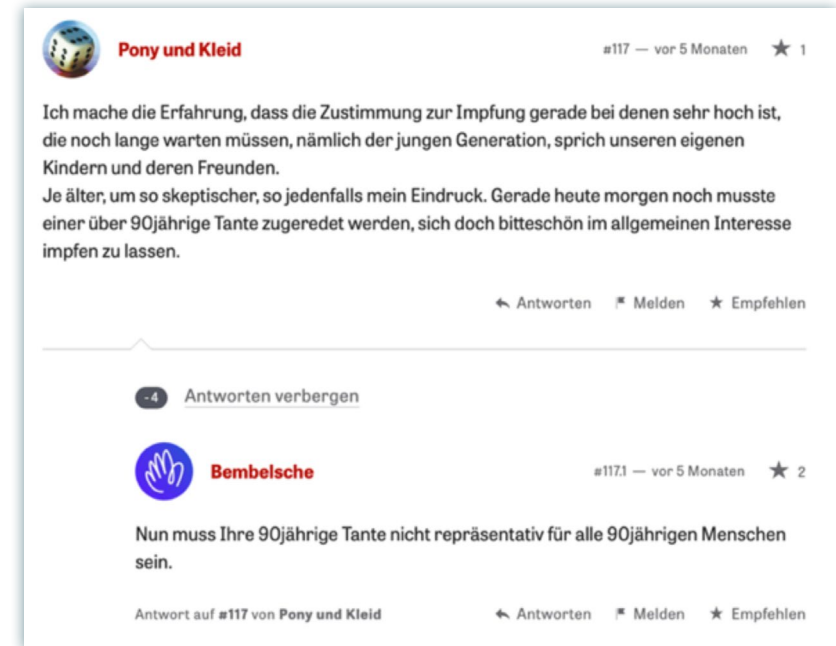 Pony und Kleid
#117 — vor 5 Monaten ★ 1
Ich mache die Erfahrung, dass die Zustimmung zur Impfung gerade bei denen sehr hoch ist,
die noch lange warten müssen, nämlich der jungen Generation, sprich unseren eigenen
Kindern und deren Freunden.
Je älter, um so skeptischer, so jedenfalls mein Eindruck. Gerade heute morgen noch musste
einer über 90jährige Tante zugeredet werden, sich doch bitteschön im allgemeinen Interesse
impfen zu lassen.
Antworten Melden ★ Empfehlen
-4 Antworten verbergen
Bembelsche
#117.1 — vor 5 Monaten ★ 2
Nun muss Ihre 90jährige Tante nicht repräsentativ für alle 90jährigen Menschen
sein.
Antwort auf #117 von Pony und Kleid
Antworten Melden ★ Empfehlen